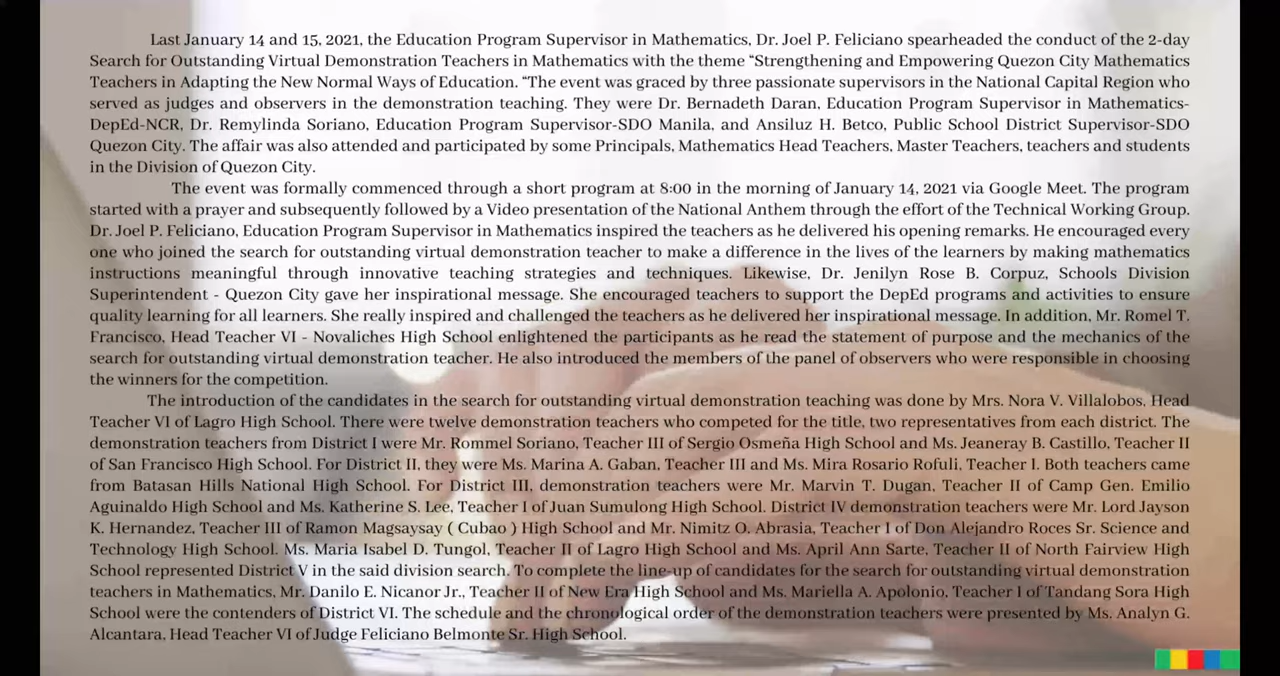 Last January 14 and 15, 2021, the Education Program Supervisor in Mathematics, Dr. Joel P. Feliciano spearheaded the conduct of the 2-day
Search for Outstanding Virtual Demonstration Teachers in Mathematics with the theme “Strengthening and Empowering Quezon City Mathematics
Teachers in Adapting the New Normal Ways of Education. “The event was graced by three passionate supervisors in the National Capital Region who
served as judges and observers in the demonstration teaching. They were Dr. Bernadeth Daran, Education Program Supervisor in Mathematics-
DepEd-NCR, Dr. Remylinda Soriano, Education Program Supervisor-SDO Manila, and Ansiluz H. Betco, Public School District Supervisor-SDO
Quezon City. The affair was also attended and participated by some Principals, Mathematics Head Teachers, Master Teachers, teachers and students
in the Division of Quezon City.
The event was formally commenced through a short program at 8:00 in the morning of January 14, 2021 via Google Meet. The program
started with a prayer and subsequently followed by a Video presentation of the National Anthem through the effort of the Technical Working Group.
Dr. Joel P. Feliciano, Education Program Supervisor in Mathematics inspired the teachers as he delivered his opening remarks. He encouraged every
one who joined the search for outstanding virtual demonstration teacher to make a difference in the lives of the learners by making mathematics
instructions meaningful through innovative teaching strategies and techniques. Likewise, Dr. Jenilyn Rose B. Corpuz, Schools Division
Superintendent - Quezon City gave her inspirational message. She encouraged teachers to support the DepEd programs and activities to ensure
quality learning for all learners. She really inspired and challenged the teachers as he delivered her inspirational message. In addition, Mr. Romel T.
Francisco, Head Teacher VI - Novaliches High School enlightened the participants as he read the statement of purpose and the mechanics of the
search for outstanding virtual demonstration teacher. He also introduced the members of the panel of observers who were responsible in choosing
the winners for the competition.
The introduction of the candidates in the search for outstanding virtual demonstration teaching was done by Mrs. Nora V. Villalobos, Head
Teacher VI of Lagro High School. There were twelve demonstration teachers who competed for the title, two representatives from each district. The
demonstration teachers from District I were Mr. Rommel Soriano, Teacher III of Sergio Osmeña High School and Ms. Jeaneray B. Castillo, Teacher II
of San Francisco High School. For District II, they were Ms. Marina A. Gaban, Teacher III and Ms. Mira Rosario Rofuli, Teacher I. Both teachers came
from Batasan Hills National High School. For District III, demonstration teachers were Mr. Marvin T. Dugan, Teacher II of Camp Gen. Emilio
Aguinaldo High School and Ms. Katherine S. Lee, Teacher I of Juan Sumulong High School. District IV demonstration teachers were Mr. Lord Jayson
K. Hernandez, Teacher III of Ramon Magsaysay ( Cubao ) High School and Mr. Nimitz O. Abrasia, Teacher I of Don Alejandro Roces Sr. Science and
Technology High School. Ms. Maria Isabel D. Tungol, Teacher II of Lagro High School and Ms. April Ann Sarte, Teacher II of North Fairview High
School represented District V in the said division search. To complete the line-up of candidates for the search for outstanding virtual demonstration
teachers in Mathematics, Mr. Danilo E. Nicanor Jr., Teacher II of New Era High School and Ms. Mariella A. Apolonio, Teacher I of Tandang Sora High
School were the contenders of District VI. The schedule and the chronological order of the demonstration teachers were presented by Ms. Analyn G.
Alcantara, Head Teacher VI of Judge Feliciano Belmonte Sr. High School.